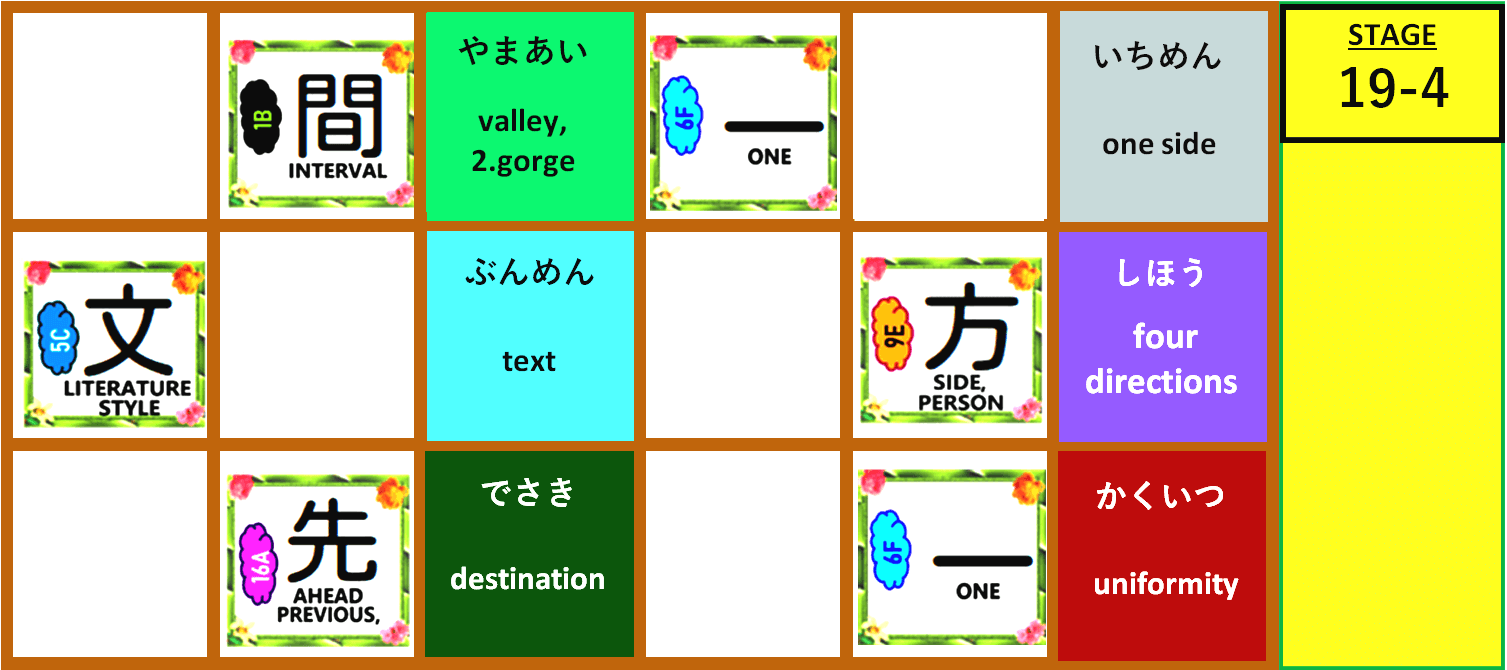 1B
間
INTERVAL
やまあい
valley,
2.gorge
6F
一
ONE
いちめん
one side
STAGE
19-4
5C
文
LITERATURE
STYLE
ぶんめん
text
9E
方
SIDE,
PERSON
しほう
four
directions
16A
先
AHEAD
PREVIOUS,
でさき
destination
6F
一
ONE
かくいつ
uniformity